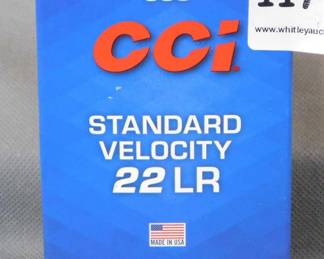 CCI
STANDARD
VELOCITY
22 LR
MADE IN USA
www.whitleyauc